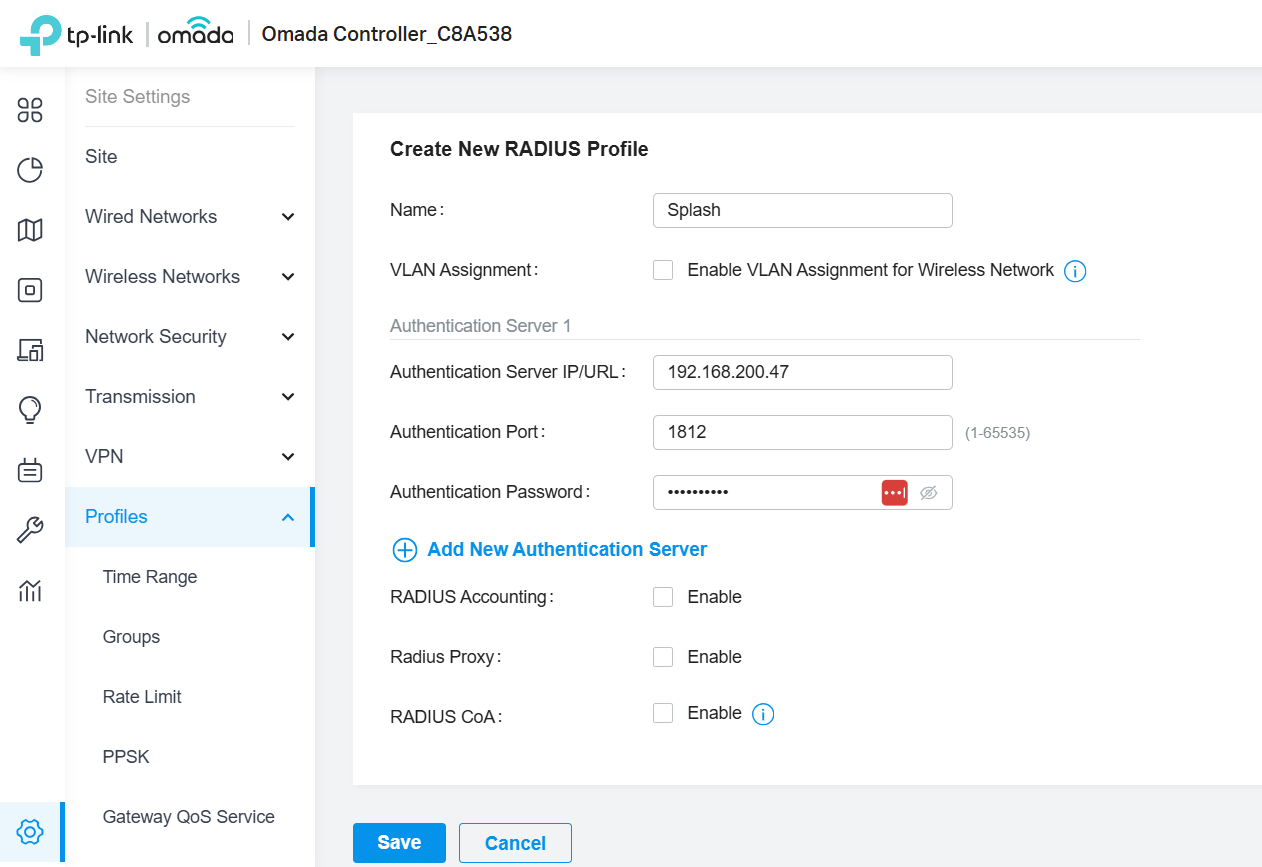 tp-link | omada | Omada Controller_C8A538
Site Settings
Site
Wired Networks
Wireless Networks
Network Security
Transmission
VPN
Profiles
Time Range
Groups
Rate Limit
PPSK
Gateway QoS Service
Create New RADIUS Profile
Name: Splash
VLAN Assignment: Enable VLAN Assignment for Wireless Network
Authentication Server 1
Authentication Server IP/URL: 192.168.200.47
Authentication Port: 1812 (1-65535)
Authentication Password: ••••••••••
Add New Authentication Server
RADIUS Accounting: Enable
Radius Proxy: Enable
RADIUS CoA: Enable
Save Cancel